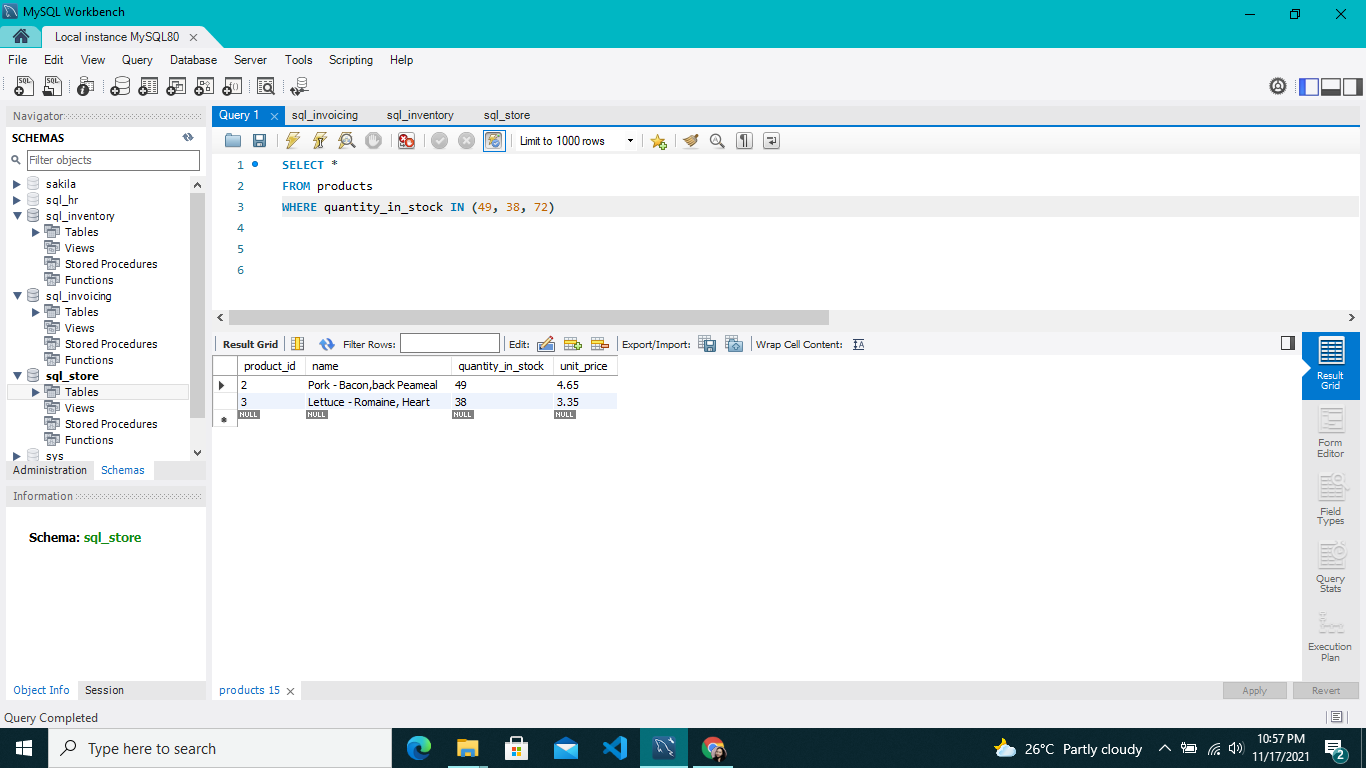 MySQL Workbench
Local instance MySQL80
File Edit View Query Database Server Tools Scripting Help
Navigator
SCHEMAS
Filter objects
sakila
sql_hr
sql_inventory
Tables
Views
Stored Procedures
Functions
sql_invoicing
Tables
Views
Stored Procedures
Functions
sql_store
Tables
Views
Stored Procedures
Functions
sys
Administration Schemas
Information
Schema: sql_store
Object Info Session
Query 1 sql_invoicing sql_inventory sql_store
Limit to 1000 rows
1 SELECT *
2 FROM products
3 WHERE quantity_in_stock IN (49, 38, 72)
4
5
6
Result Grid Filter Rows: Edit: Export/Import: Wrap Cell Content: IA
product_id name quantity_in_stock unit_price
2 Pork - Bacon,back Peameal 49 4.65
3 Lettuce - Romaine, Heart 38 3.35
NULL NULL NULL NULL
Result
Grid
Form
Editor
Field
Types
Query
Stats
Execution
Plan
products 15
Apply Revert
Query Completed
Type here to search
26°C Partly cloudy
10:57 PM
11/17/2021
2